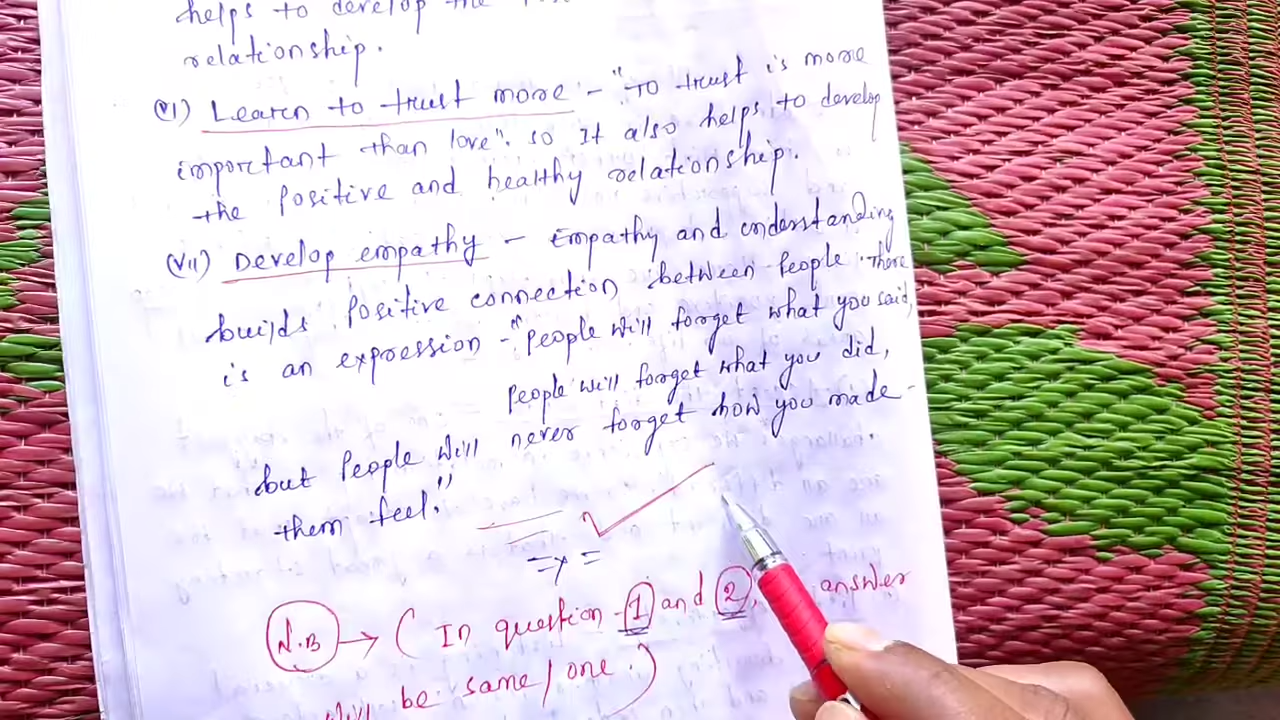 helps to develop the
relationship.
(VI) Learn to trust more - "To trust is more
important than love". so It also helps to develop
the Positive and healthy relationship.
(VII) Develop empathy - Empathy and understanding
builds Positive connection between People. There
is an expression - "People will forget what you said,
People will forget what you did,
but People will never forget how you made -
them feel."
=x=
N.B → (In question -1 and 2, answer
will be same/one.)